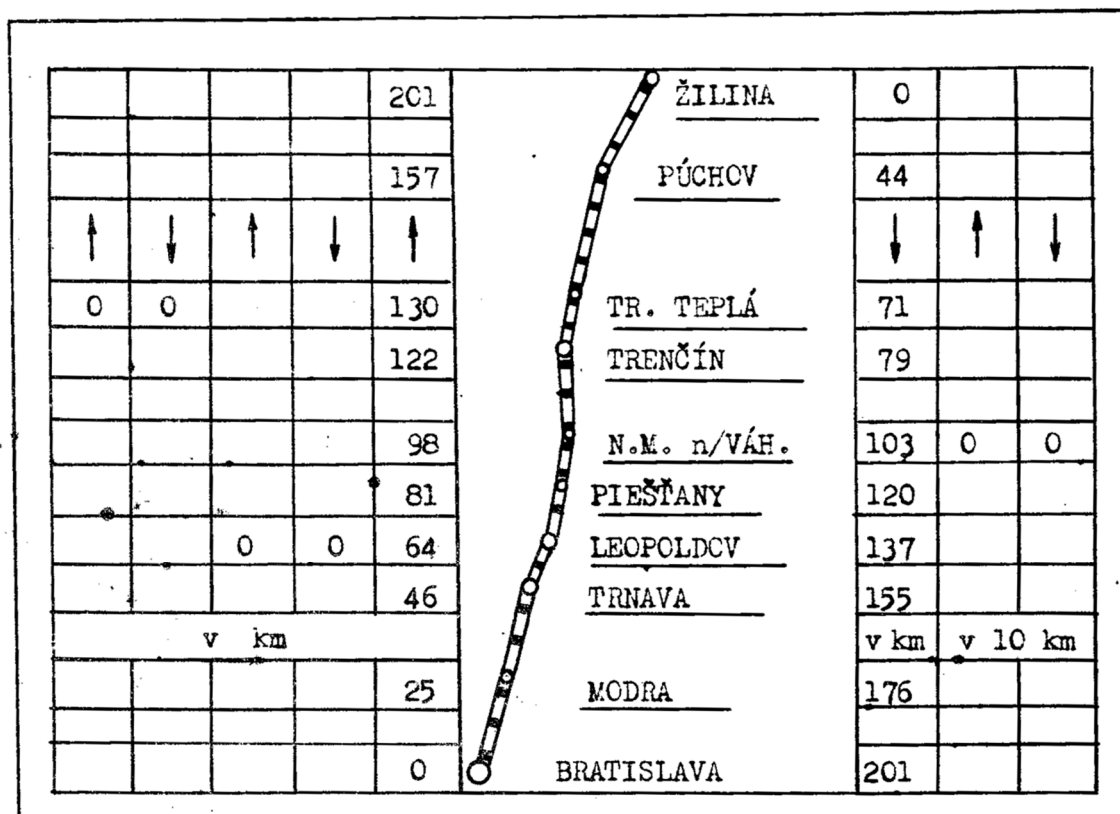 201 ŽILINA 0
157 PÚCHOV 44
↑ ↓ ↑ ↓ ↑ ↓ ↑ ↓
0 0 130 TR. TEPLÁ 71
122 TRENČÍN 79
98 N.M. n/VÁH. 103 0 0
81 PIEŠŤANY 120
0 0 64 LEOPOLDOV 137
46 TRNAVA 155
v km v km v 10 km
25 MODRA 176
0 BRATISLAVA 201